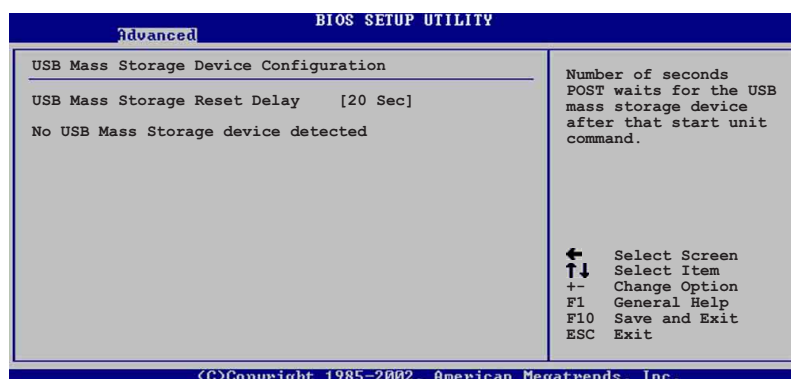 BIOS SETUP UTILITY
Advanced
USB Mass Storage Device Configuration
USB Mass Storage Reset Delay [20 Sec]
No USB Mass Storage device detected
Number of seconds
POST waits for the USB
mass storage device
after that start unit
command.
← Select Screen
↑↓ Select Item
+- Change Option
F1 General Help
F10 Save and Exit
ESC Exit
(C)Copyright 1985-2002, American Megatrends, Inc.